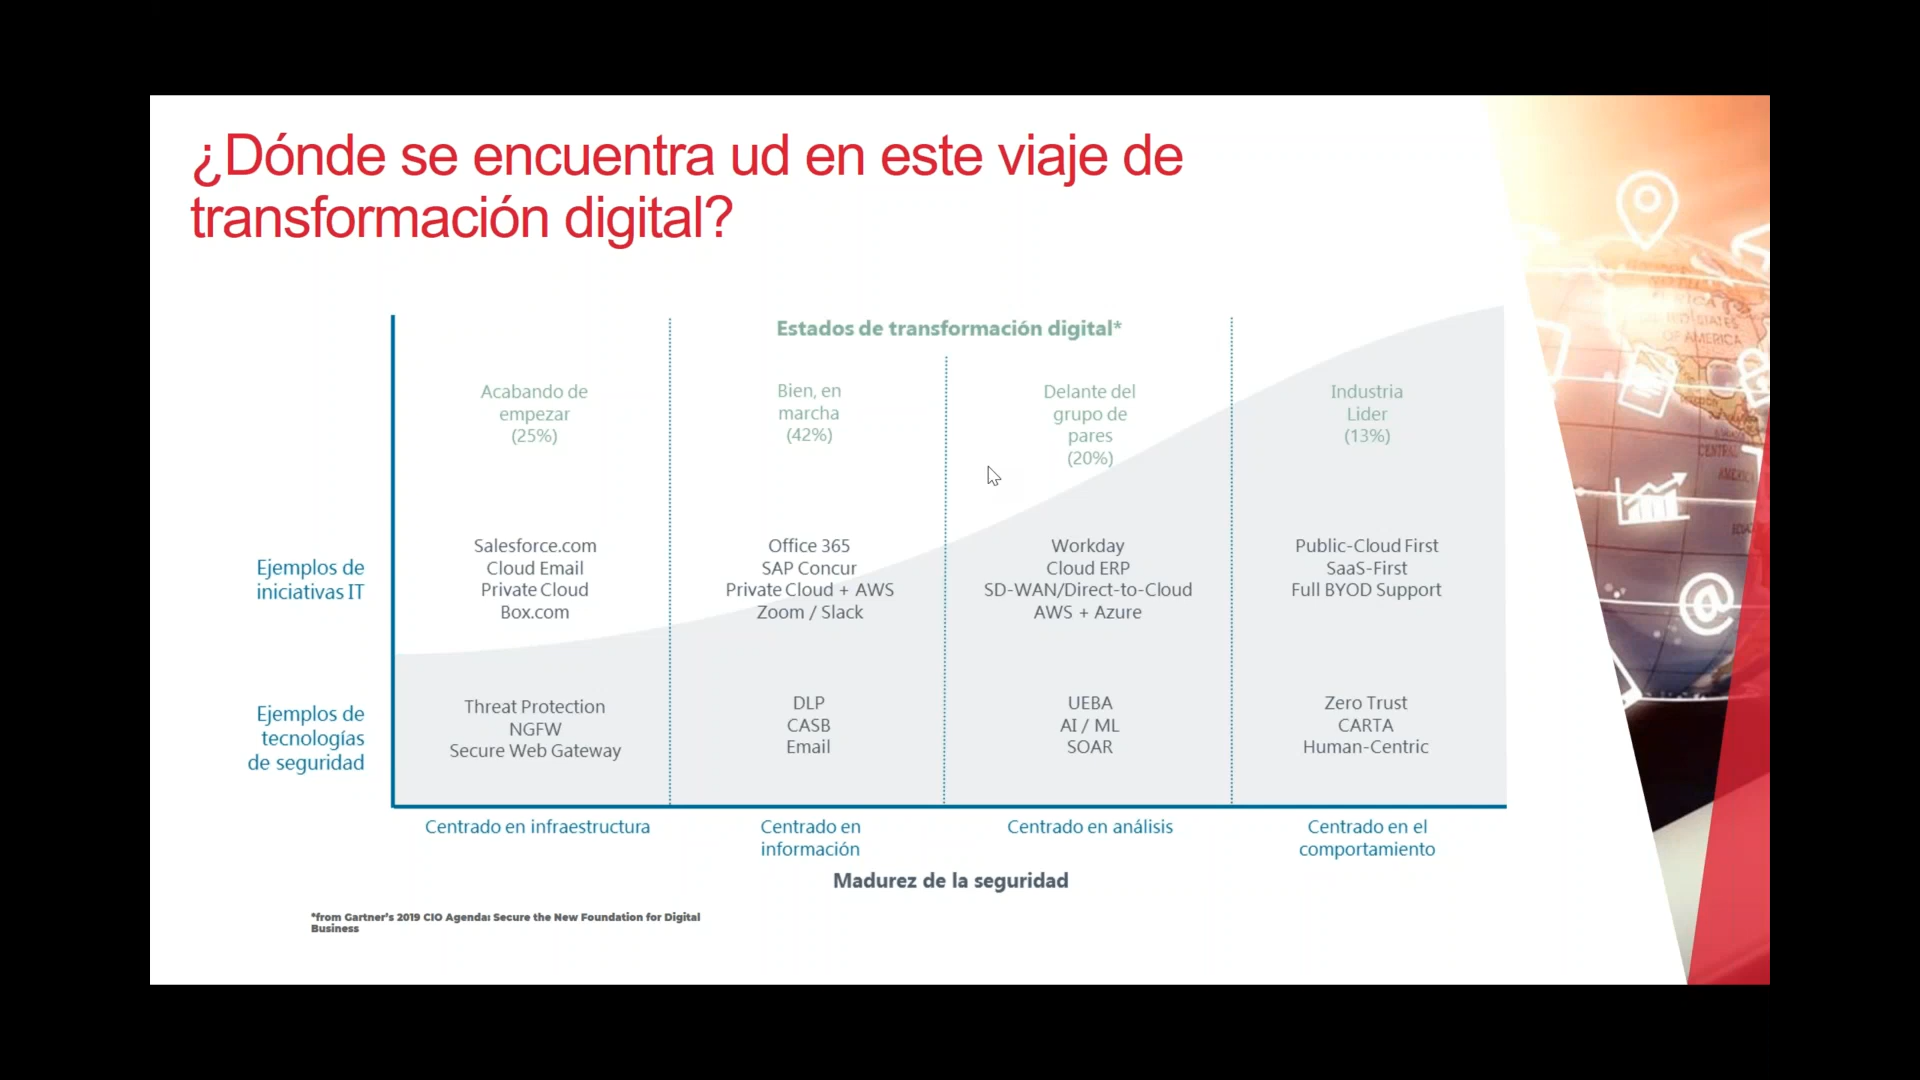 ¿Dónde se encuentra ud en este viaje de
transformación digital?
Estados de transformación digital*
Acabando de
empezar
(25%)
Bien, en
marcha
(42%)
Delante del
grupo de
pares
(20%)
Industria
Lider
(13%)
Ejemplos de
iniciativas IT
Salesforce.com
Cloud Email
Private Cloud
Box.com
Office 365
SAP Concur
Private Cloud + AWS
Zoom / Slack
Workday
Cloud ERP
SD-WAN/Direct-to-Cloud
AWS + Azure
Public-Cloud First
SaaS-First
Full BYOD Support
Ejemplos de
tecnologías
de seguridad
Threat Protection
NGFW
Secure Web Gateway
DLP
CASB
Email
UEBA
AI / ML
SOAR
Zero Trust
CARTA
Human-Centric
Centrado en infraestructura
Centrado en
información
Centrado en análisis
Centrado en el
comportamiento
Madurez de la seguridad
*from Gartner's 2019 CIO Agenda: Secure the New Foundation for Digital
Business
OF AMERICA
@